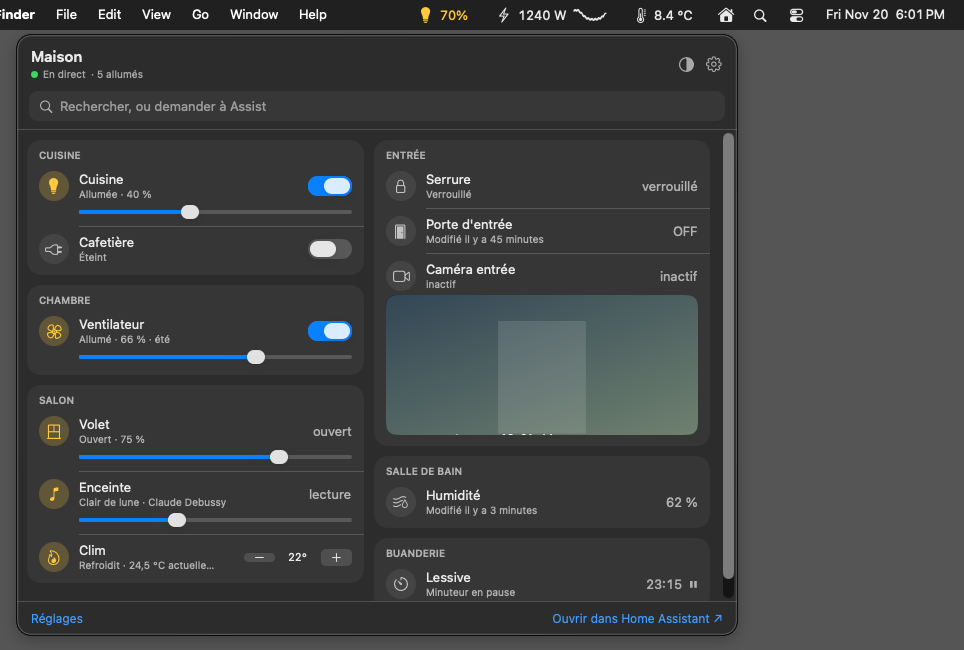 Finder File Edit View Go Window Help 70% 1240 W 8.4 °C Fri Nov 20 6:01 PM
Maison
En direct · 5 allumés
Rechercher, ou demander à Assist
CUISINE
Cuisine
Allumée · 40 %
Cafetière
Éteint
CHAMBRE
Ventilateur
Allumé · 66 % · été
SALON
Volet
Ouvert · 75 %
ouvert
Enceinte
Clair de lune · Claude Debussy
lecture
Clim
Refroidit · 24,5 °C actuelle...
22°
ENTRÉE
Serrure
Verrouillé
verrouillé
Porte d'entrée
Modifié il y a 45 minutes
OFF
Caméra entrée
inactif
inactif
SALLE DE BAIN
Humidité
Modifié il y a 3 minutes
62 %
BUANDERIE
Lessive
Minuteur en pause
23:15
Réglages
Ouvrir dans Home Assistant ↗